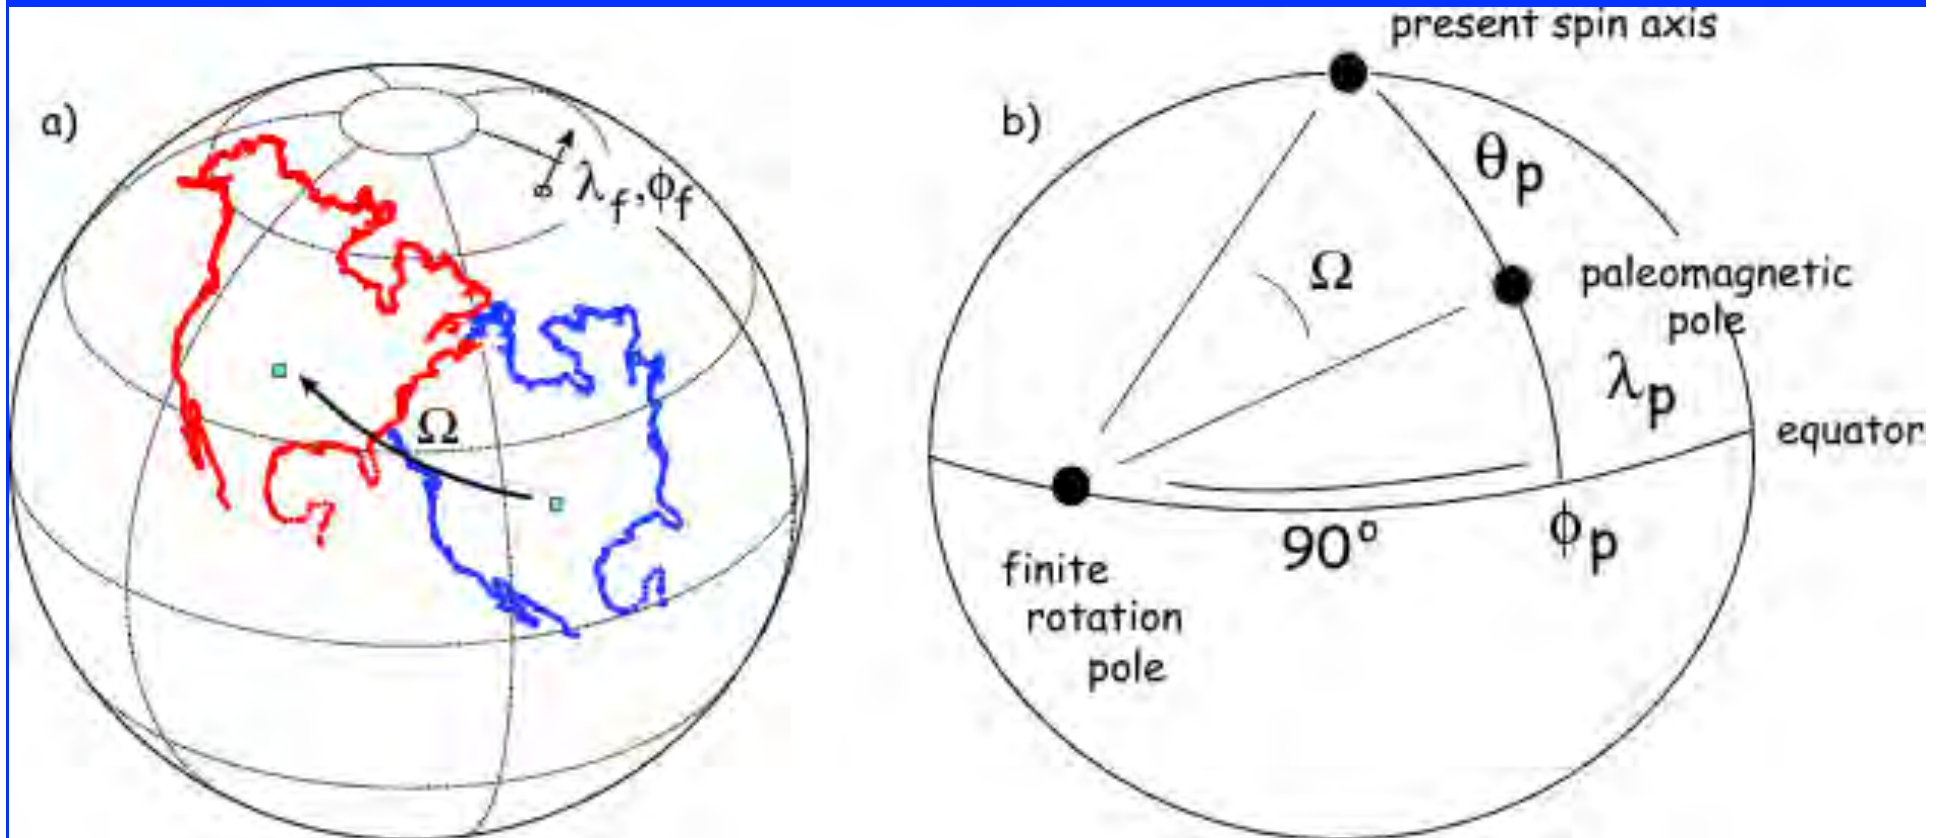 a)
λf,ϕf
Ω
present spin axis
b)
θp
Ω
paleomagnetic
pole
λp
equator
90°
ϕp
finite
rotation
pole